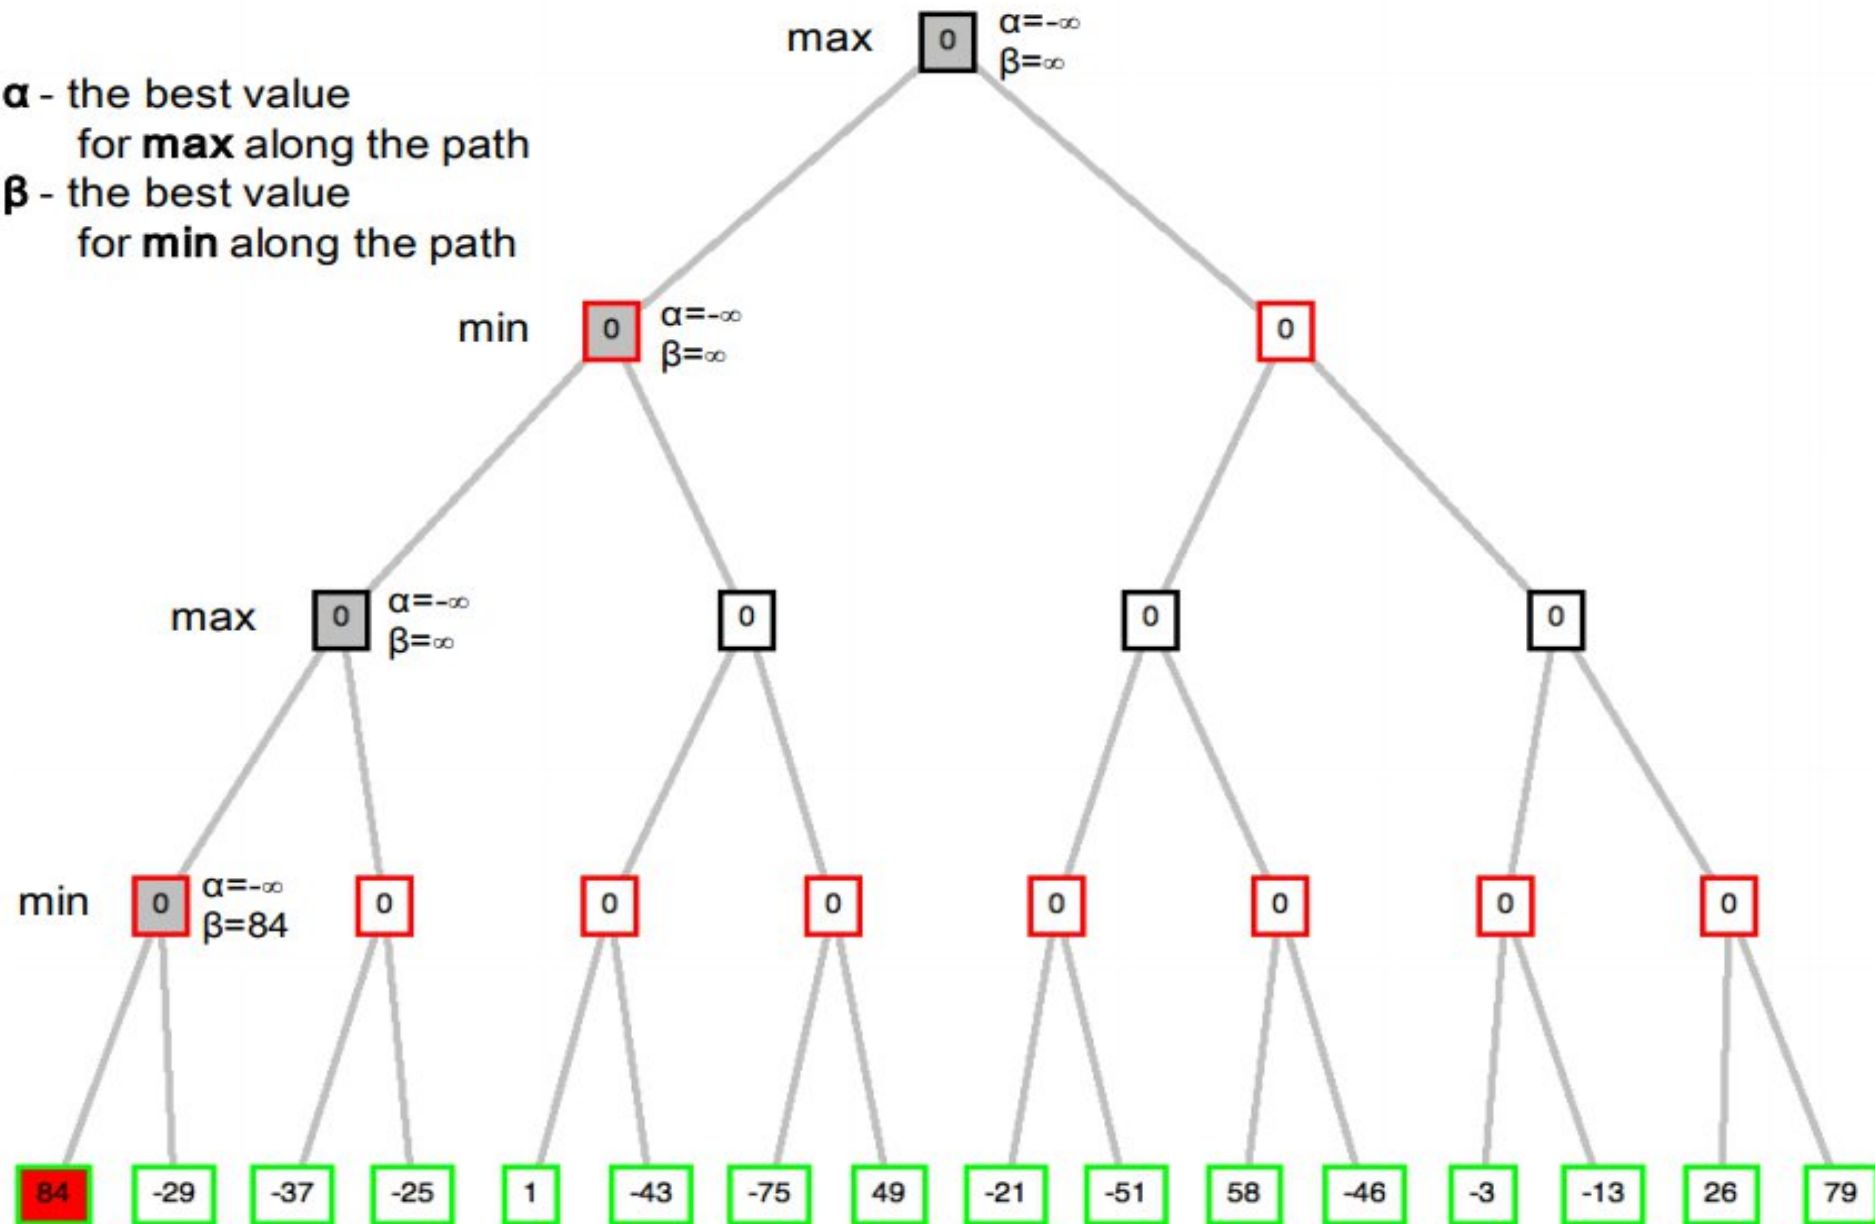 max 0 α=-∞
β=∞
α - the best value
for max along the path
β - the best value
for min along the path
min 0 α=-∞ 0
β=∞
max 0 α=-∞ 0 0 0
β=∞
min 0 α=-∞ 0 0 0 0 0 0 0
β=84
84 -29 -37 -25 1 -43 -75 49 -21 -51 58 -46 -3 -13 26 79